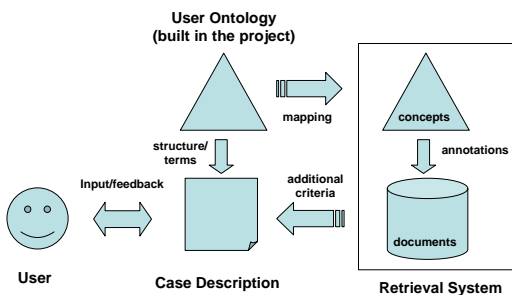 User Ontology
(built in the project)
mapping
concepts
structure/
terms
annotations
Input/feedback
additional
criteria
documents
User
Case Description
Retrieval System